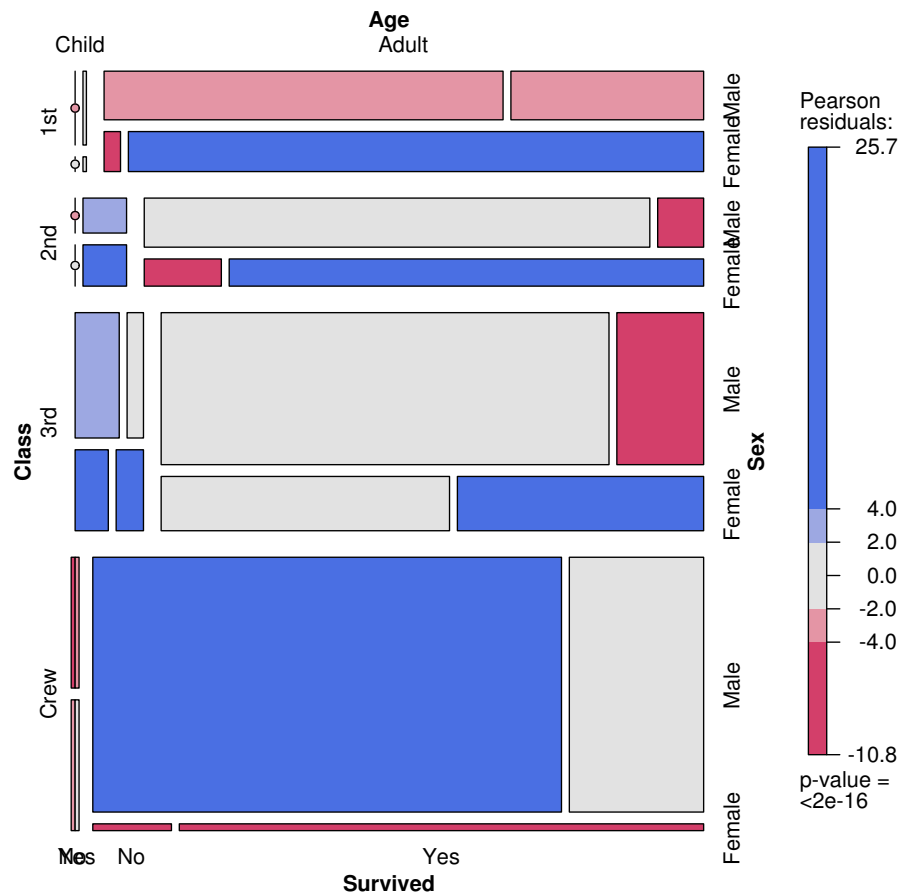 Age
Child Adult
Pearson
residuals:
25.7
4.0
2.0
0.0
-2.0
-4.0
-10.8
p-value =
<2e-16
Class
1st
2nd
3rd
Crew
Sex
Male
Female
Male
Female
Male
Female
Male
Female
No Yes No Yes
Survived